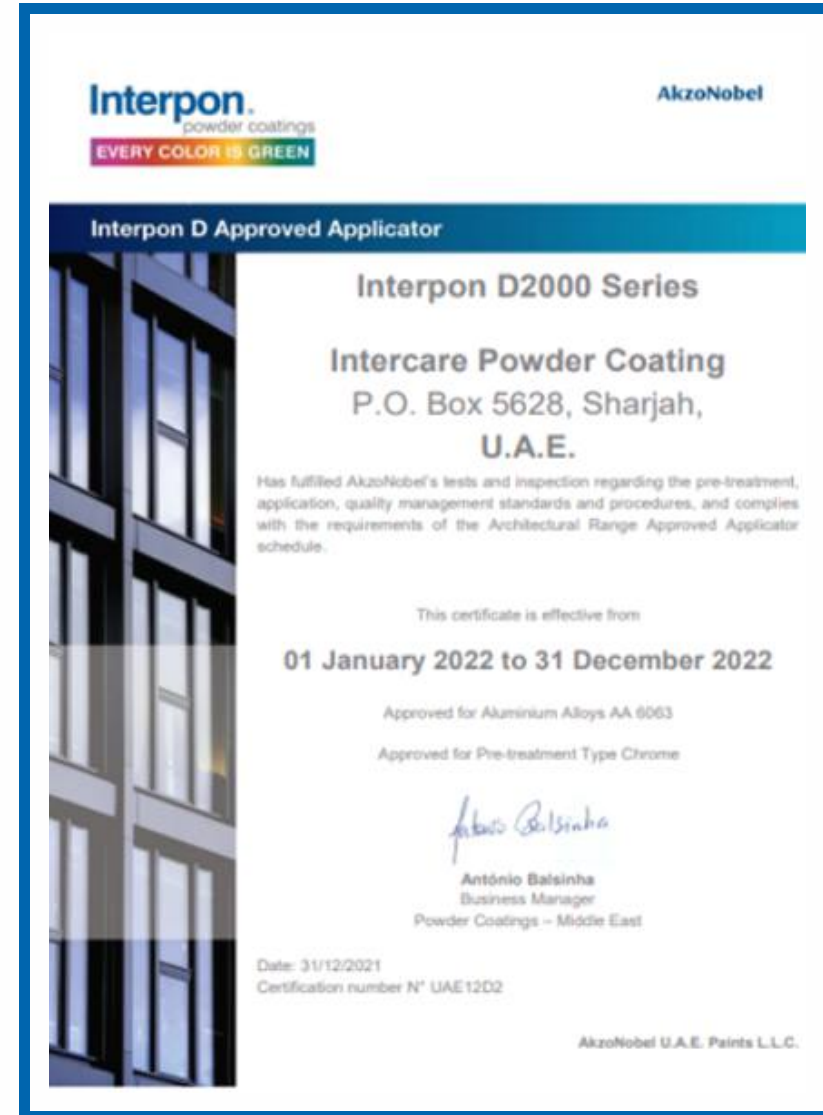 Interpon.
powder coatings
EVERY COLOR IS GREEN
AkzoNobel
Interpon D Approved Applicator
Interpon D2000 Series
Intercare Powder Coating
P.O. Box 5628, Sharjah,
U.A.E.
Has fulfilled AkzoNobel's tests and inspection regarding the pre-treatment,
application, quality management standards and procedures, and complies
with the requirements of the Architectural Range Approved Applicator
schedule.
This certificate is effective from
01 January 2022 to 31 December 2022
Approved for Aluminium Alloys AA 6063
Approved for Pre-treatment Type Chrome
António Balsinha
António Balsinha
Business Manager
Powder Coatings – Middle East
Date: 31/12/2021
Certification number N° UAE12D2
AkzoNobel U.A.E. Paints L.L.C.